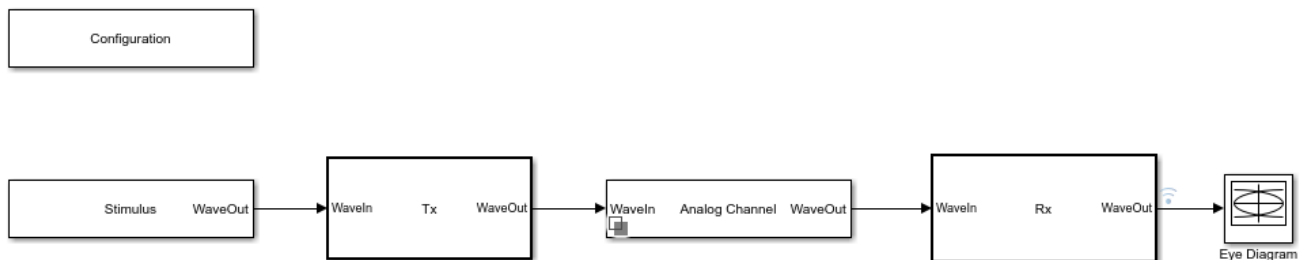 Configuration
Stimulus WaveOut WaveIn Tx WaveOut WaveIn Analog Channel WaveOut WaveIn Rx WaveOut
Eye Diagram